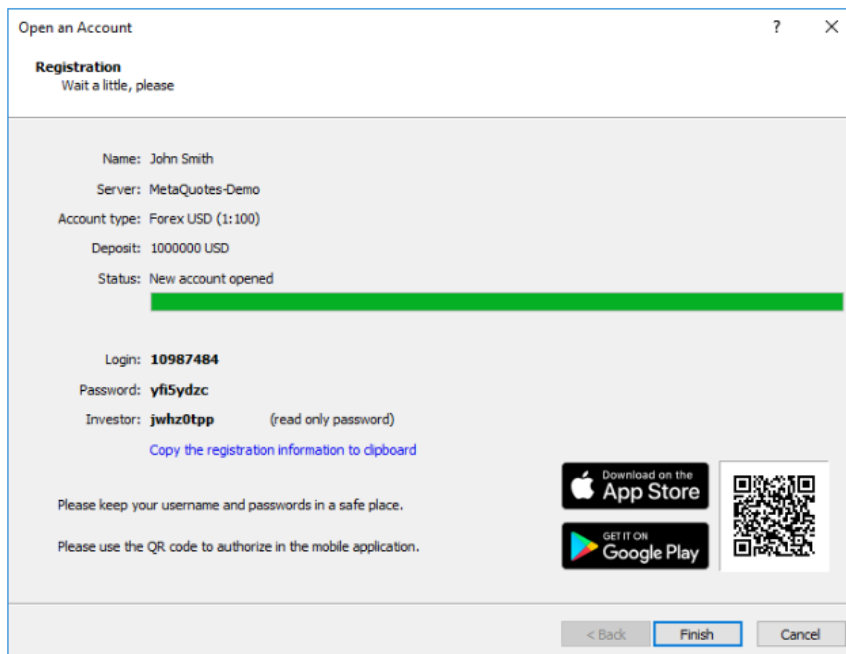 Open an Account
?
Registration
Wait a little, please
Name: John Smith
Server: MetaQuotes-Demo
Account type: Forex USD (1:100)
Deposit: 1000000 USD
Status: New account opened
Login: 10987484
Password: yfi5ydzc
Investor: jwhz0tpp (read only password)
Copy the registration information to clipboard
Download on the
App Store
Please keep your username and passwords in a safe place.
GET IT ON
Google Play
Please use the QR code to authorize in the mobile application.
< Back
Finish
Cancel